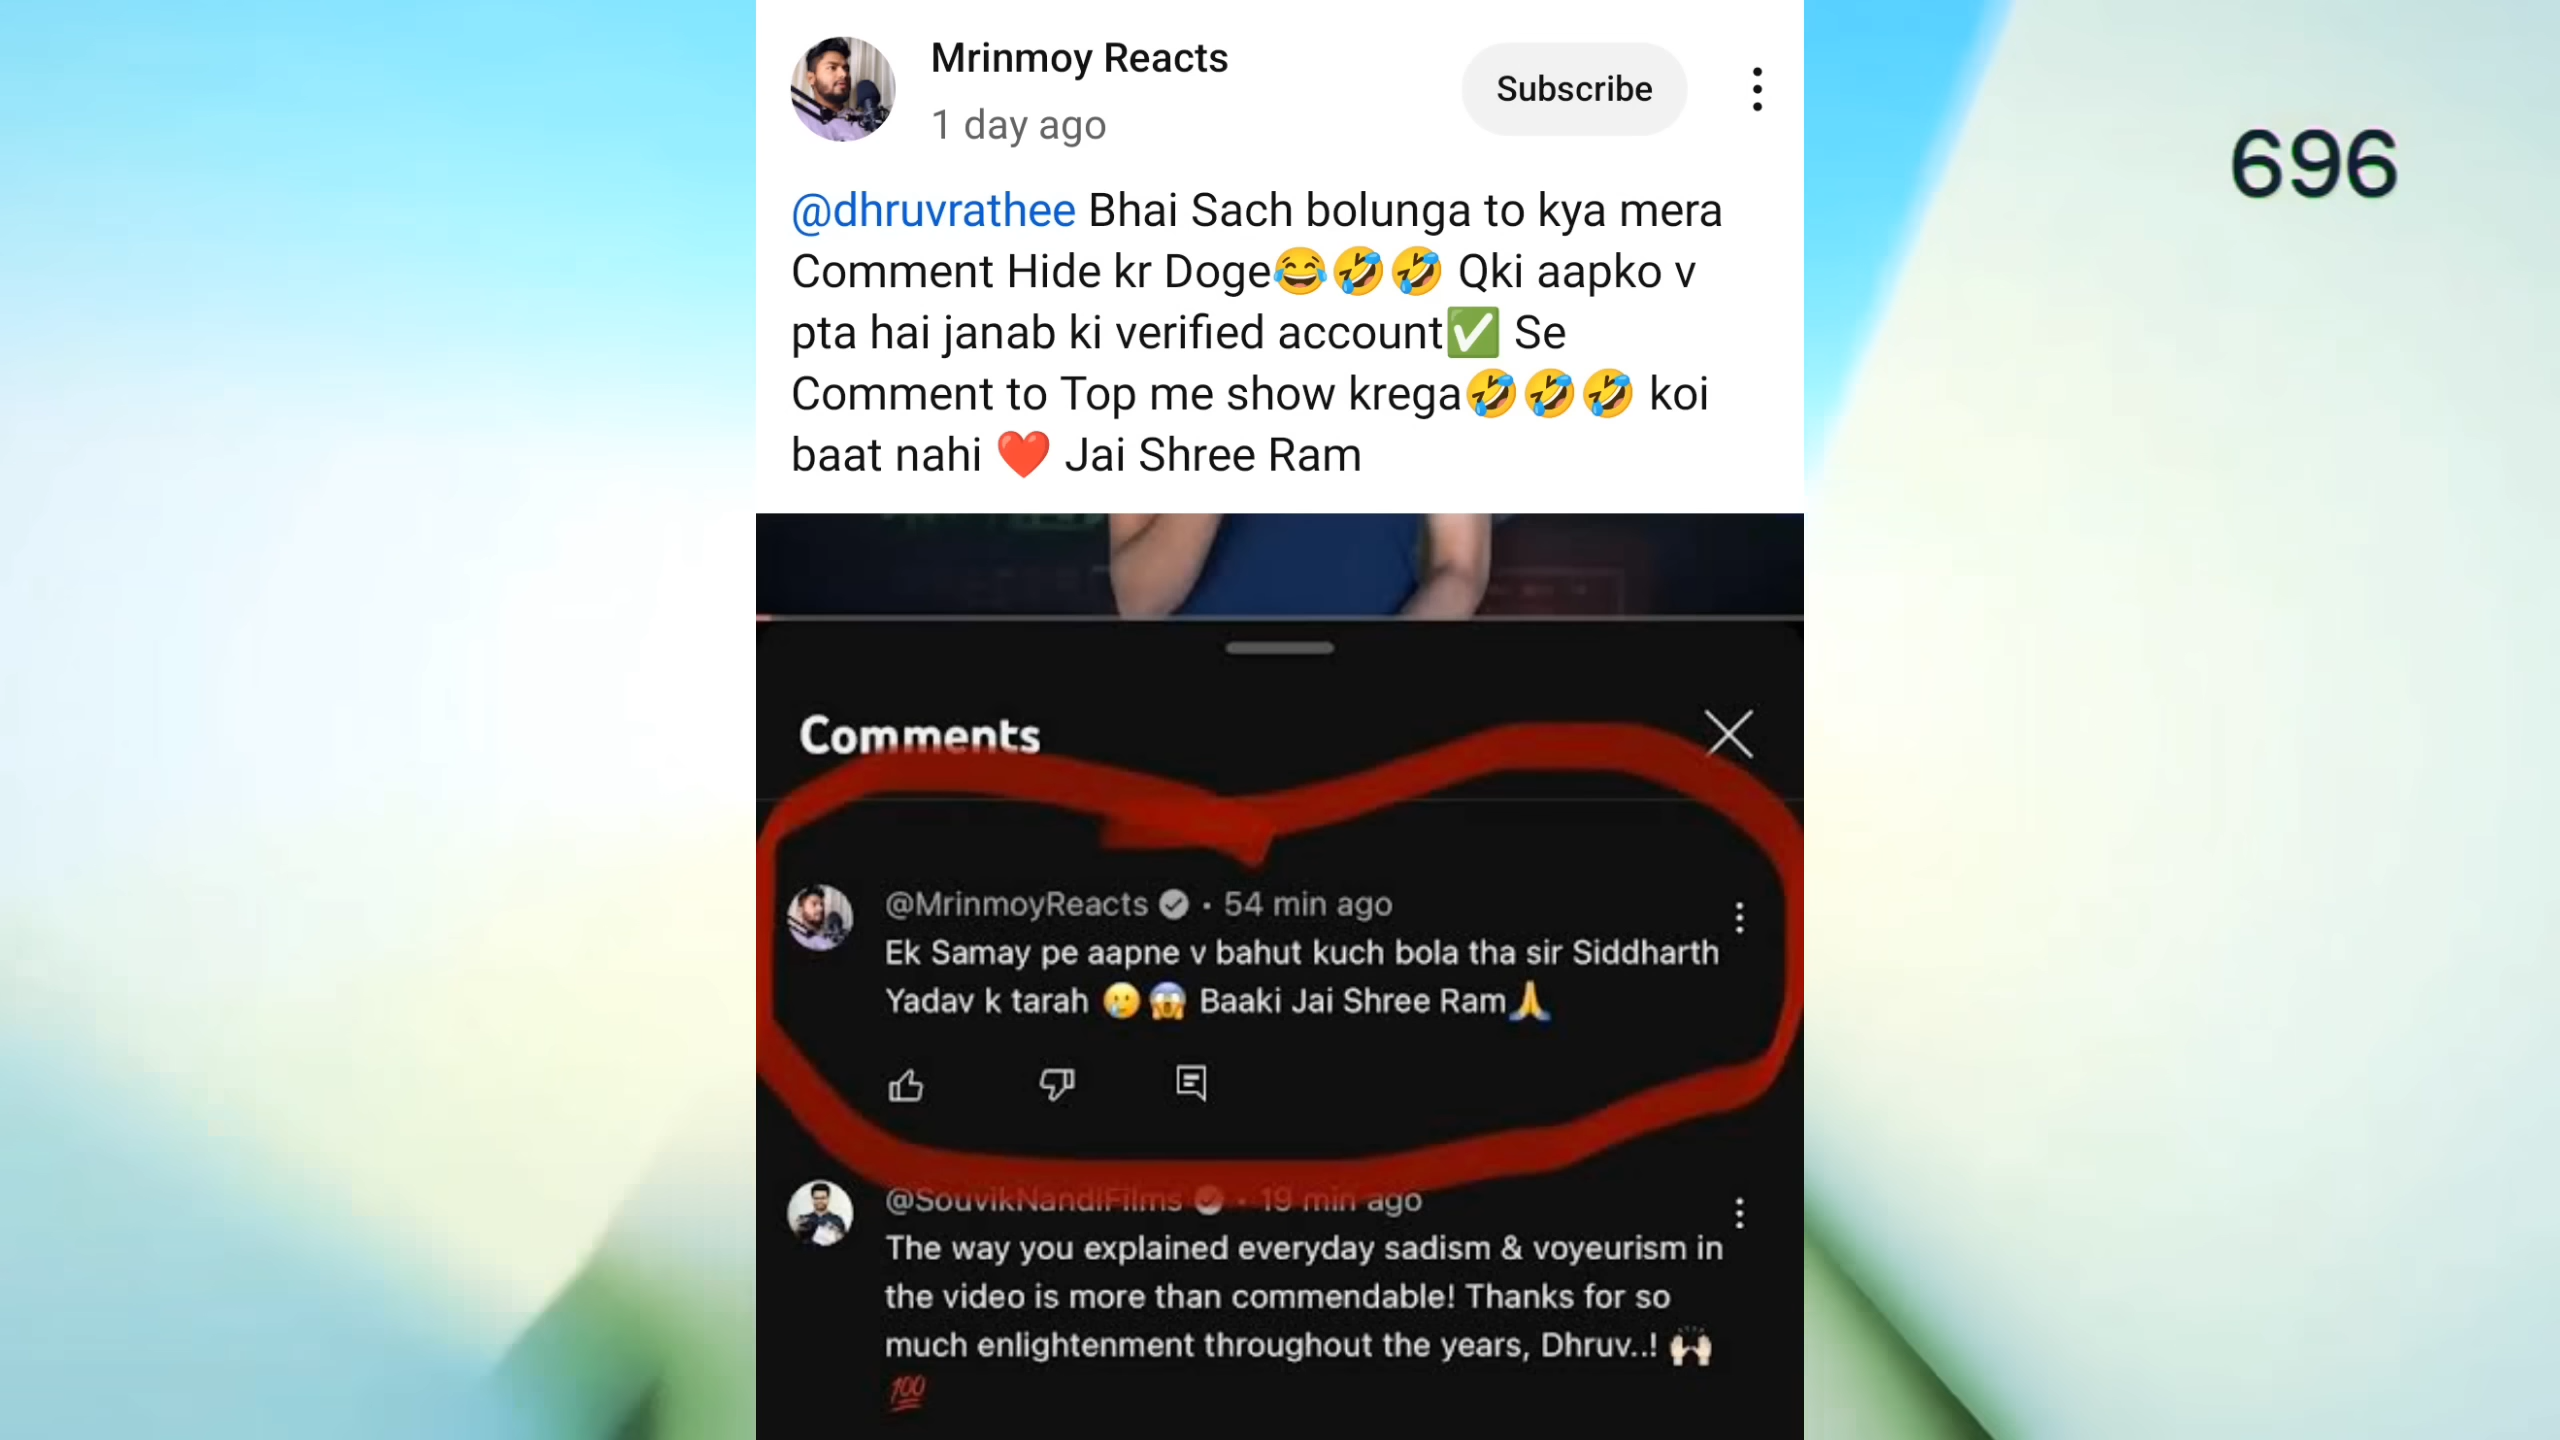 Mrinmoy Reacts
Subscribe
1 day ago
696
@dhruvrathee Bhai Sach bolunga to kya mera
Comment Hide kr Doge😂🤣🤣 Qki aapko v
pta hai janab ki verified account✅ Se
Comment to Top me show krega🤣🤣🤣 koi
baat nahi ❤️ Jai Shree Ram
Comments
@MrinmoyReacts • 54 min ago
Ek Samay pe aapne v bahut kuch bola tha sir Siddharth
Yadav k tarah 🥲😱 Baaki Jai Shree Ram🙏
@SouvikNandiFilms • 19 min ago
The way you explained everyday sadism & voyeurism in
the video is more than commendable! Thanks for so
much enlightenment throughout the years, Dhruv..! 🙌🏻
💯